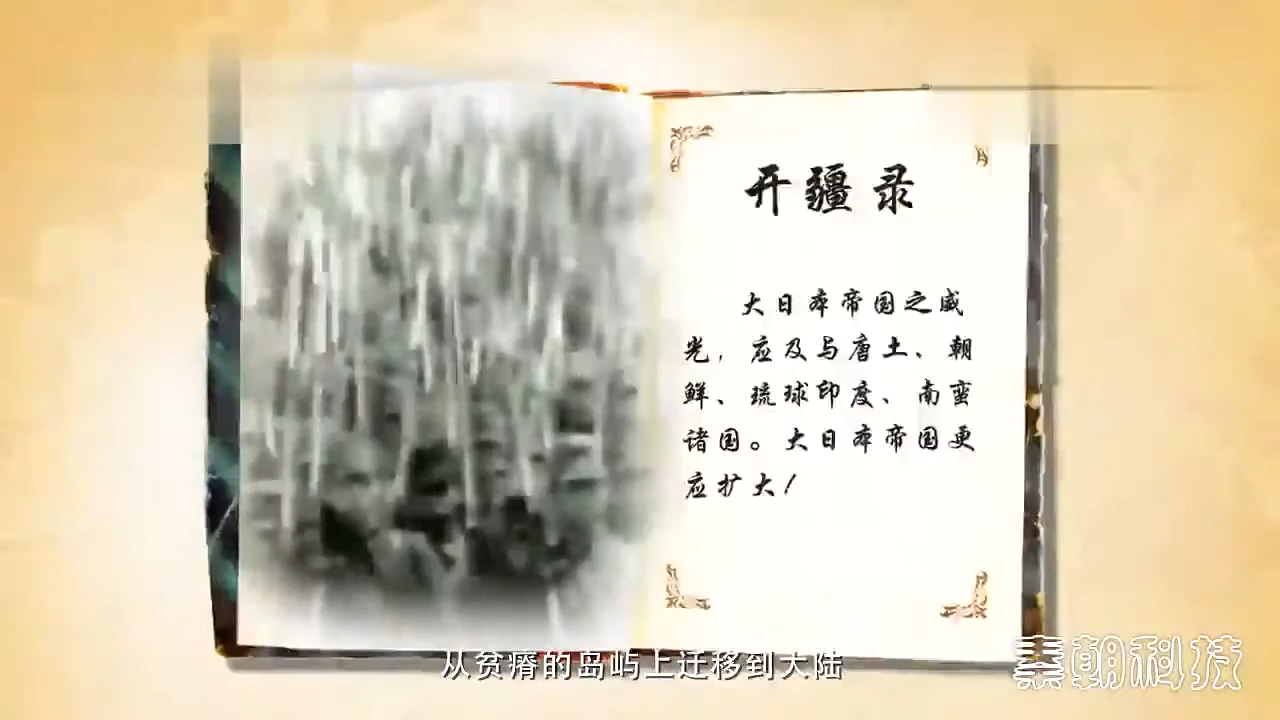 开疆录
大日本帝国之威
光，应及与唐土、朝
鲜、琉球印度、南蛮
诸国。大日本帝国更
应扩大！
从贫瘠的岛屿上迁移到大陆
秦朝科技